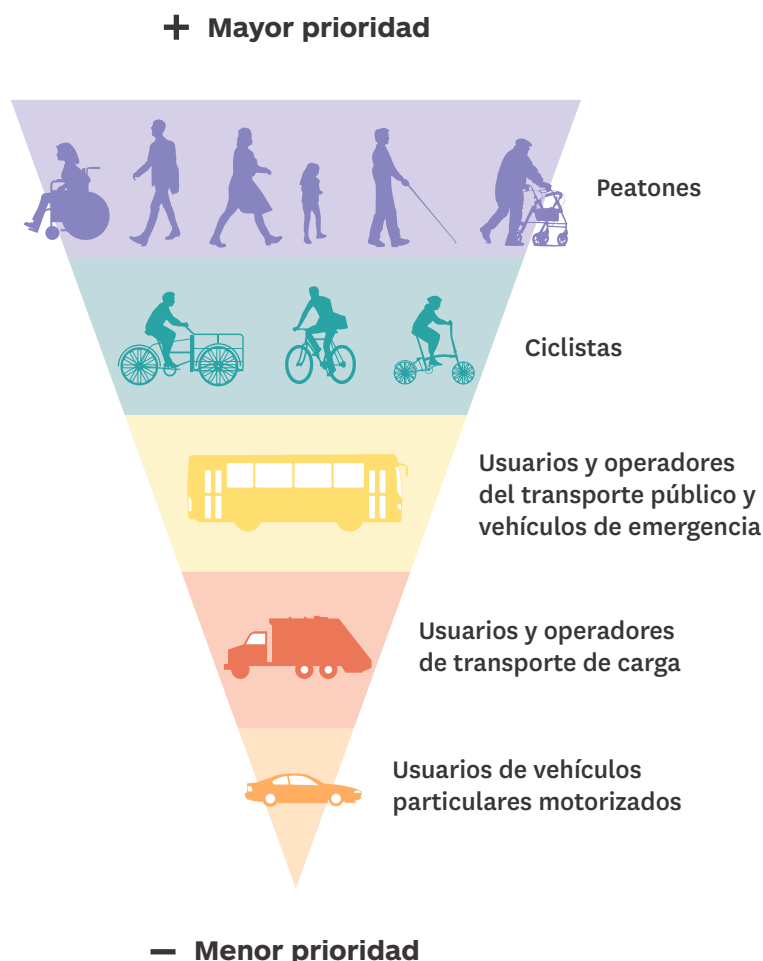 + Mayor prioridad
Peatones
Ciclistas
Usuarios y operadores
del transporte público y
vehículos de emergencia
Usuarios y operadores
de transporte de carga
Usuarios de vehículos
particulares motorizados
− Menor prioridad